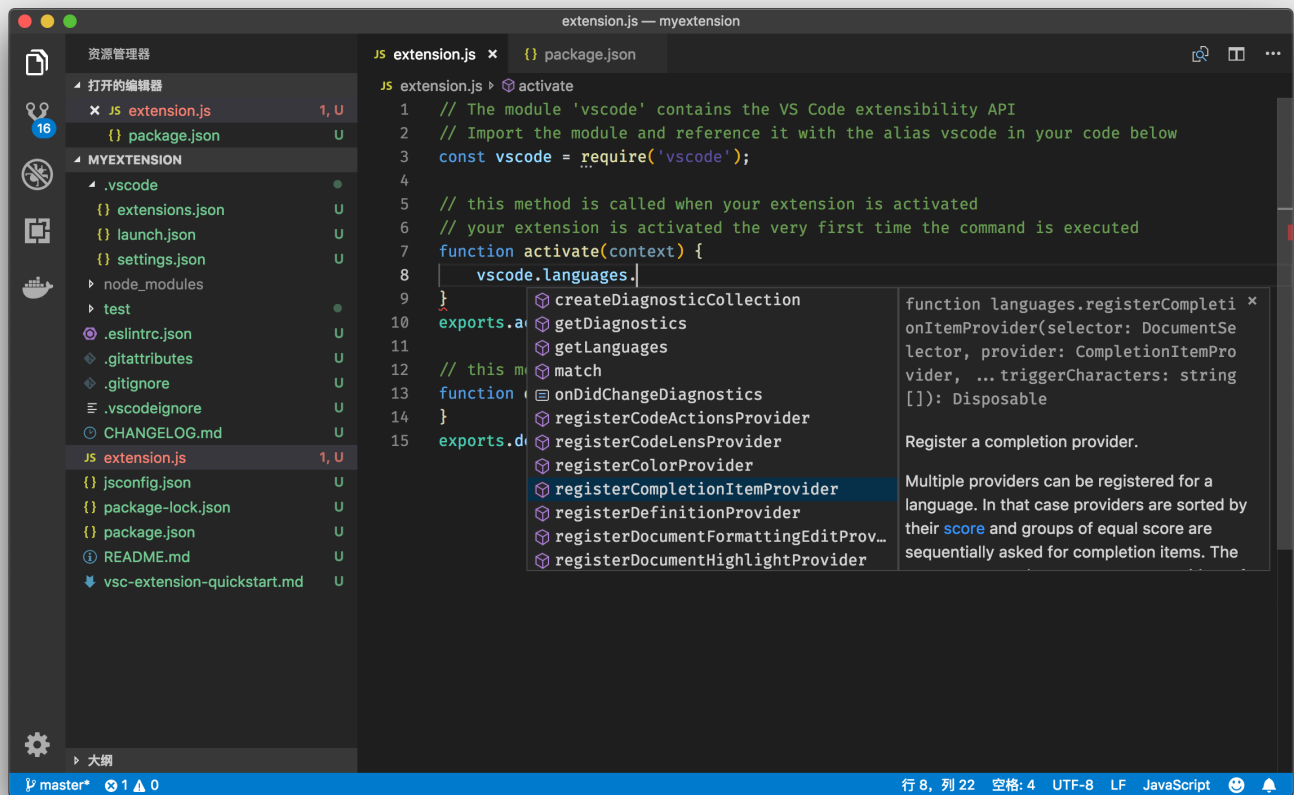 extension.js — myextension
资源管理器
打开的编辑器
JS extension.js 1, U
{} package.json U
MYEXTENSION
.vscode
{} extensions.json U
{} launch.json U
{} settings.json U
node_modules
test
.eslintrc.json U
.gitattributes U
.gitignore U
.vscodeignore U
CHANGELOG.md U
JS extension.js 1, U
{} jsconfig.json U
{} package-lock.json U
{} package.json U
README.md U
vsc-extension-quickstart.md U
大纲
16
JS extension.js × {} package.json
JS extension.js activate
1 // The module 'vscode' contains the VS Code extensibility API
2 // Import the module and reference it with the alias vscode in your code below
3 const vscode = require('vscode');
4
5 // this method is called when your extension is activated
6 // your extension is activated the very first time the command is executed
7 function activate(context) {
8 vscode.languages.
9 }
10 exports.ac
11
12 // this me
13 function
14 }
15 exports.de
createDiagnosticCollection
getDiagnostics
getLanguages
match
onDidChangeDiagnostics
registerCodeActionsProvider
registerCodeLensProvider
registerColorProvider
registerCompletionItemProvider
registerDefinitionProvider
registerDocumentFormattingEditProv…
registerDocumentHighlightProvider
function languages.registerCompleti
onItemProvider(selector: DocumentSe
lector, provider: CompletionItemPro
vider, ...triggerCharacters: string
[]): Disposable
Register a completion provider.
Multiple providers can be registered for a
language. In that case providers are sorted by
their score and groups of equal score are
sequentially asked for completion items. The
master* 1 0 行 8，列 22 空格: 4 UTF-8 LF JavaScript